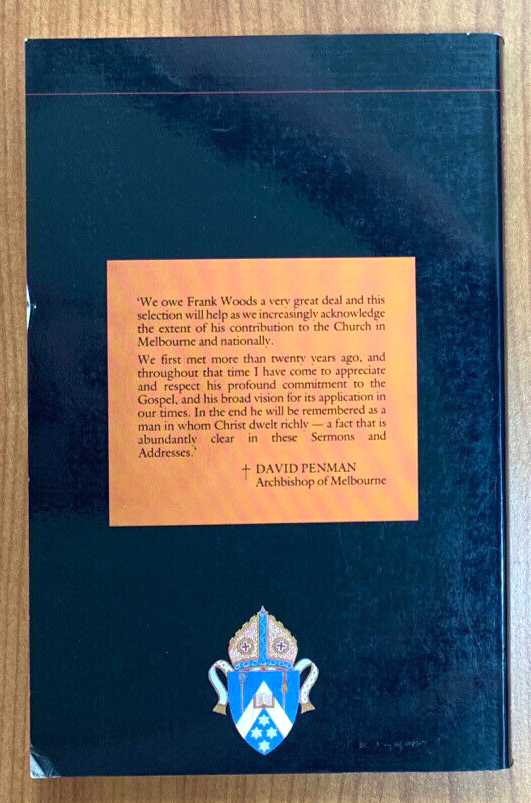 ‘We owe Frank Woods a very great deal and this
selection will help as we increasingly acknowledge
the extent of his contribution to the Church in
Melbourne and nationally.
We first met more than twenty years ago, and
throughout that time I have come to appreciate
and respect his profound commitment to the
Gospel, and his broad vision for its application in
our times. In the end he will be remembered as a
man in whom Christ dwelt richly — a fact that is
abundantly clear in these Sermons and
Addresses.’
† DAVID PENMAN
Archbishop of Melbourne